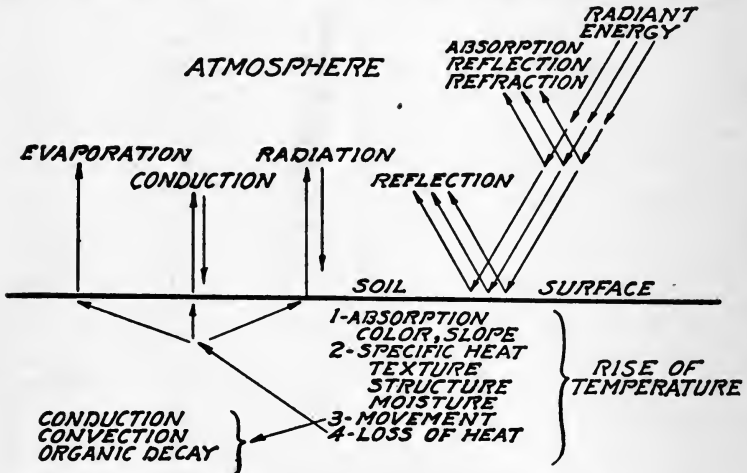 RADIANT
ENERGY
ABSORPTION
REFLECTION
REFRACTION
ATMOSPHERE
EVAPORATION
CONDUCTION
RADIATION
REFLECTION
SOIL SURFACE
1-ABSORPTION
COLOR, SLOPE
2-SPECIFIC HEAT
TEXTURE
STRUCTURE
MOISTURE
3-MOVEMENT
4-LOSS OF HEAT
RISE OF
TEMPERATURE
CONDUCTION
CONVECTION
ORGANIC DECAY